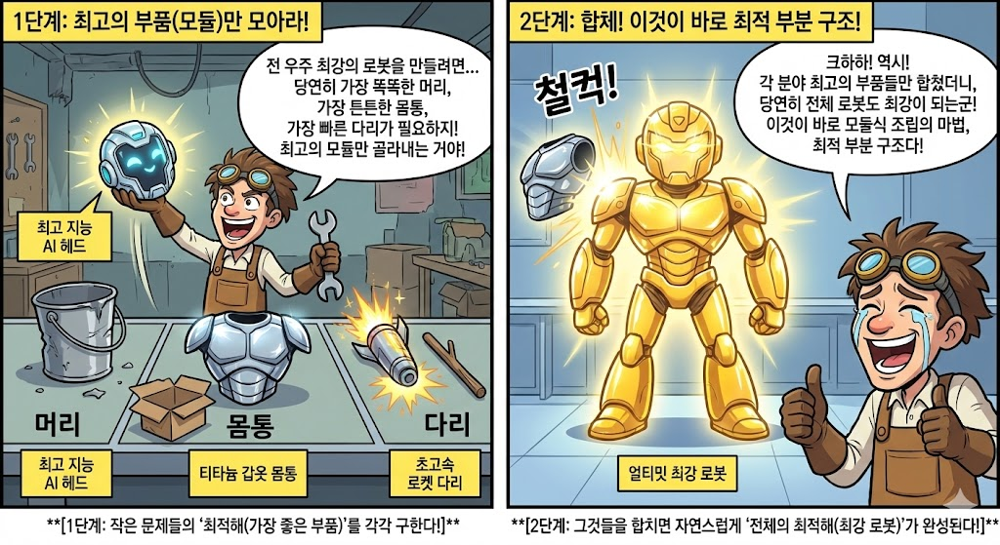 1단계: 최고의 부품(모듈)만 모아라!
전 우주 최강의 로봇을 만들려면...
당연히 가장 똑똑한 머리,
가장 튼튼한 몸통,
가장 빠른 다리가 필요하지!
최고의 모듈만 골라내는 거야!
최고 지능
AI 헤드
머리
몸통
다리
최고 지능
AI 헤드
티타늄 갑옷 몸통
초고속
로켓 다리
**[1단계: 작은 문제들의 '최적해(가장 좋은 부품)'를 각각 구한다!]**
2단계: 합체! 이것이 바로 최적 부분 구조!
철컥!
크하하! 역시!
각 분야 최고의 부품들만 합쳤더니,
당연히 전체 로봇도 최강이 되는군!
이것이 바로 모듈식 조립의 마법,
최적 부분 구조다!
얼티밋 최강 로봇
**[2단계: 그것들을 합치면 자연스럽게 '전체의 최적해(최강 로봇)'가 완성된다!]**